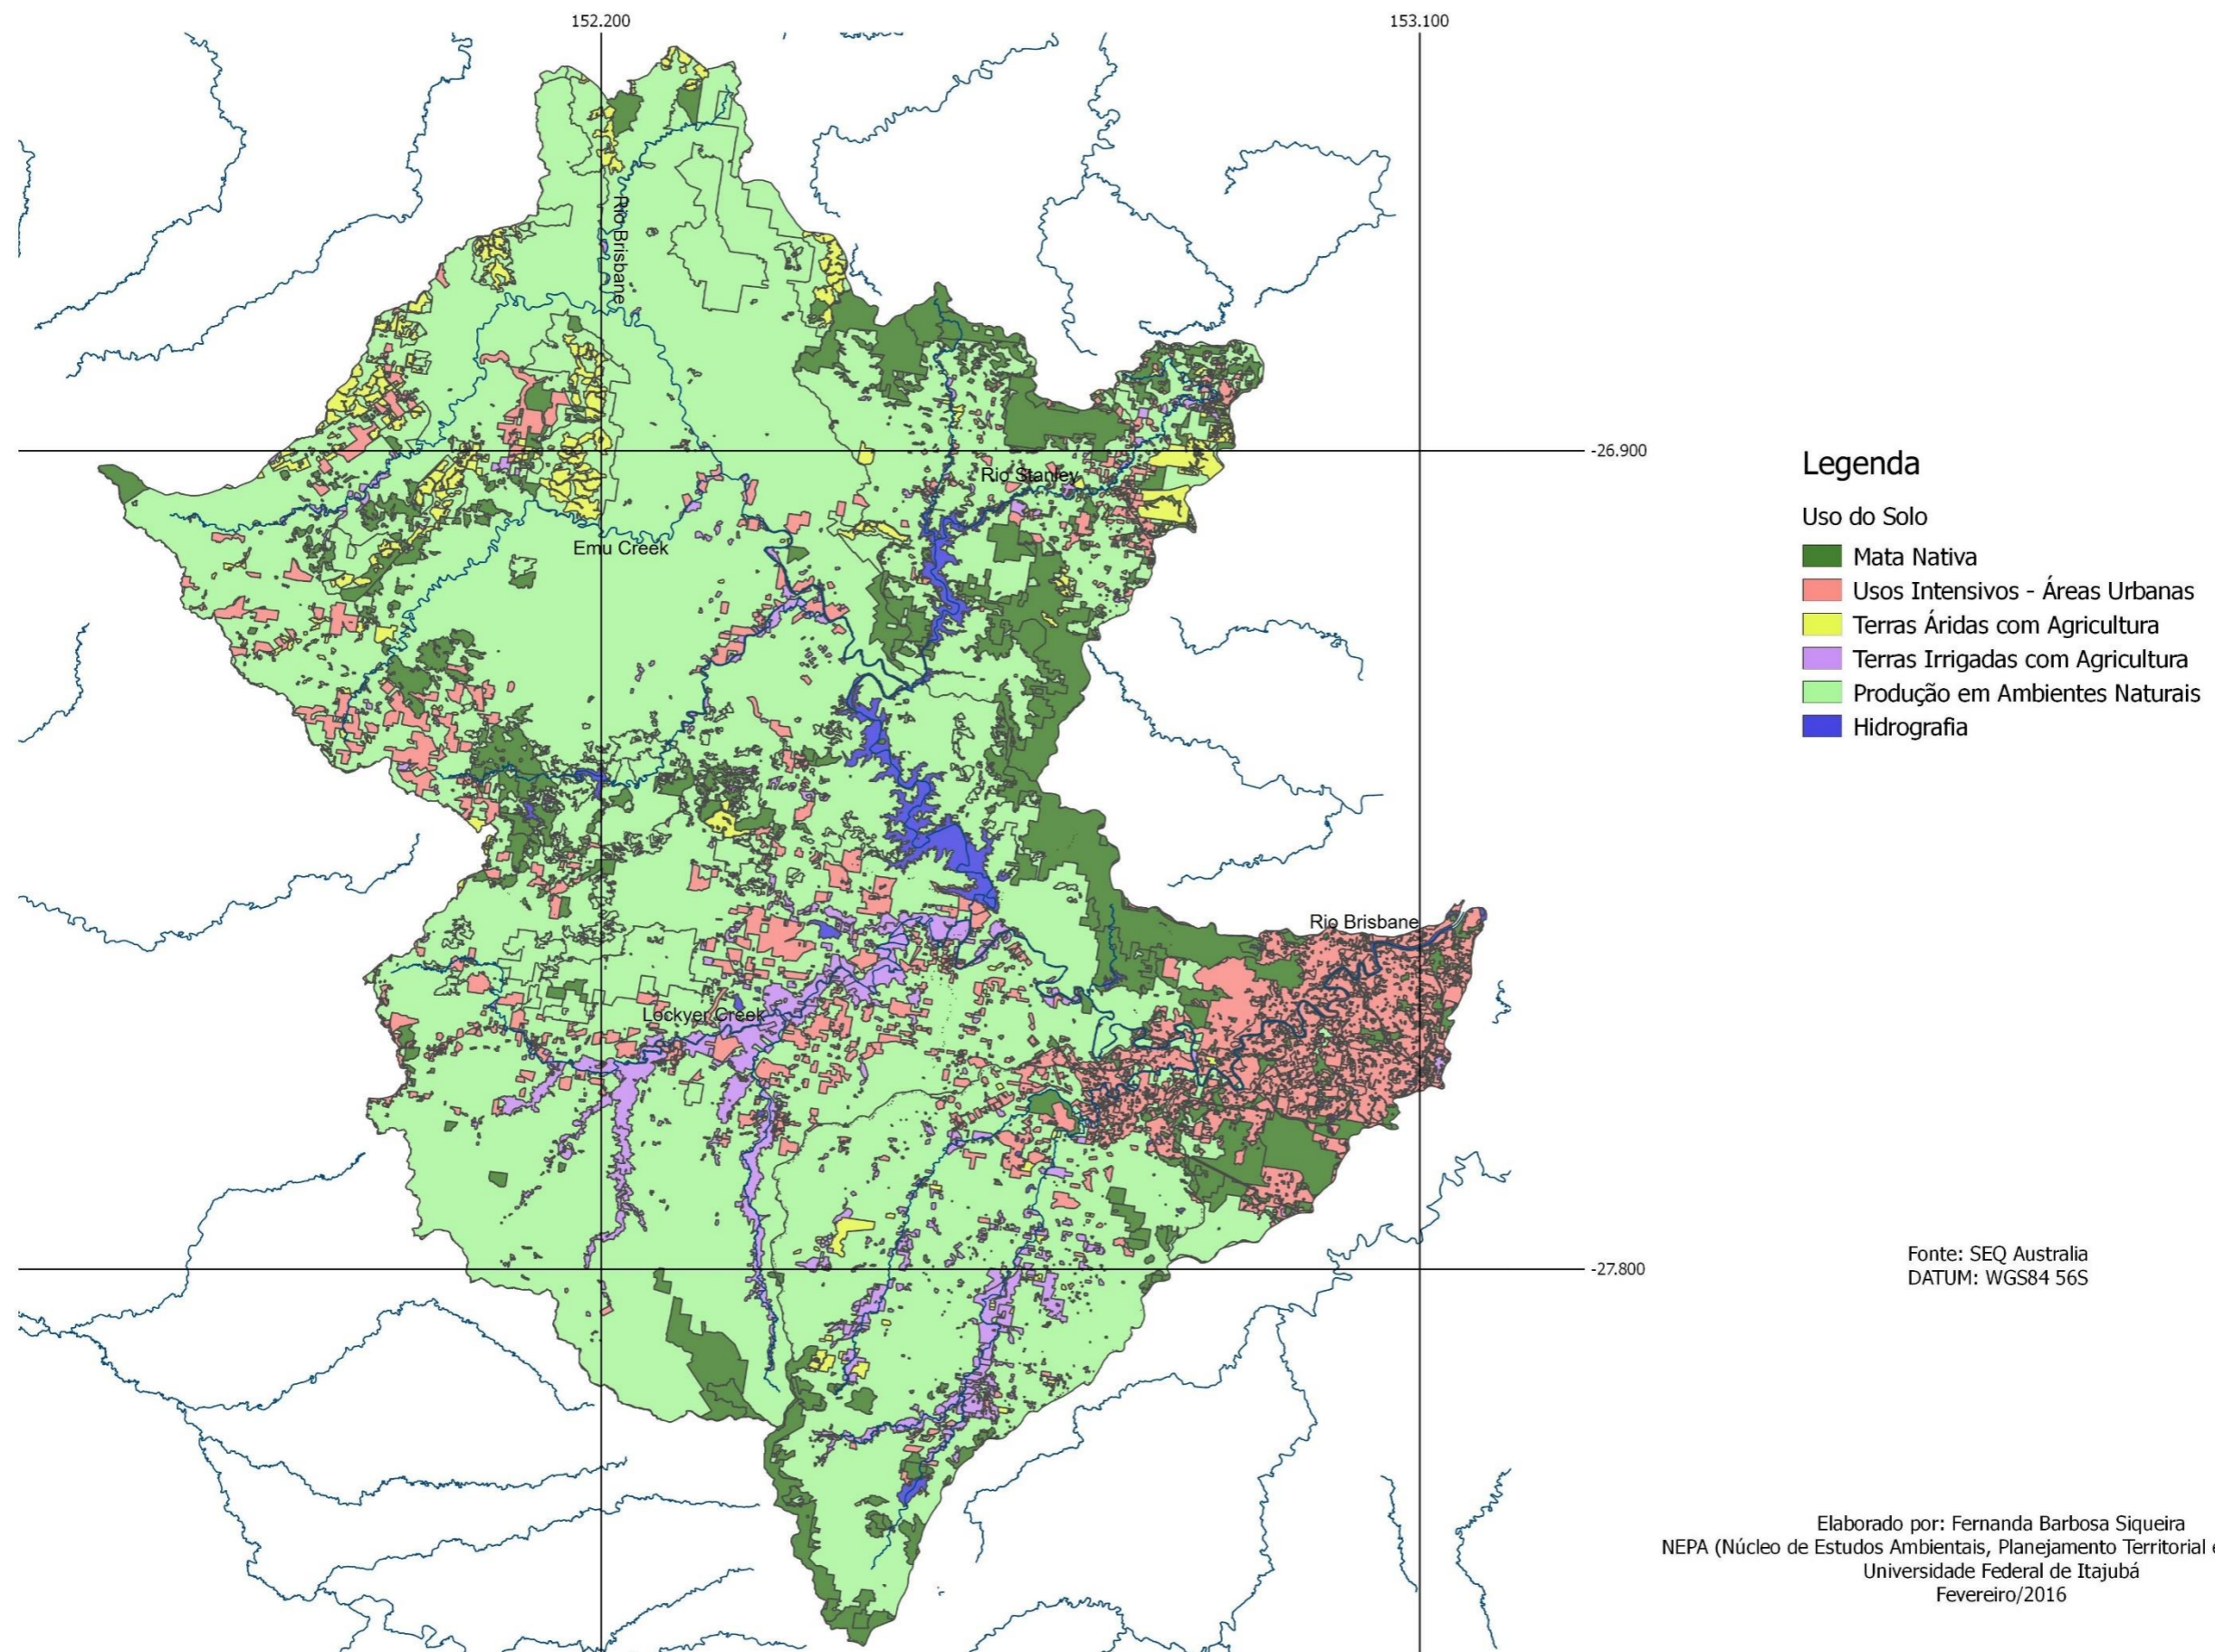 152.200
153.100
Rio Brisbane
-26.900
Rio Stanley
Emu Creek
Legenda
Uso do Solo
Mata Nativa
Usos Intensivos - Áreas Urbanas
Terras Áridas com Agricultura
Terras Irrigadas com Agricultura
Produção em Ambientes Naturais
Hidrografia
Rio Brisbane
Lockyer Creek
-27.800
Fonte: SEQ Australia
DATUM: WGS84 56S
Elaborado por: Fernanda Barbosa Siqueira
NEPA (Núcleo de Estudos Ambientais, Planejamento Territorial
Universidade Federal de Itajubá
Fevereiro/2016